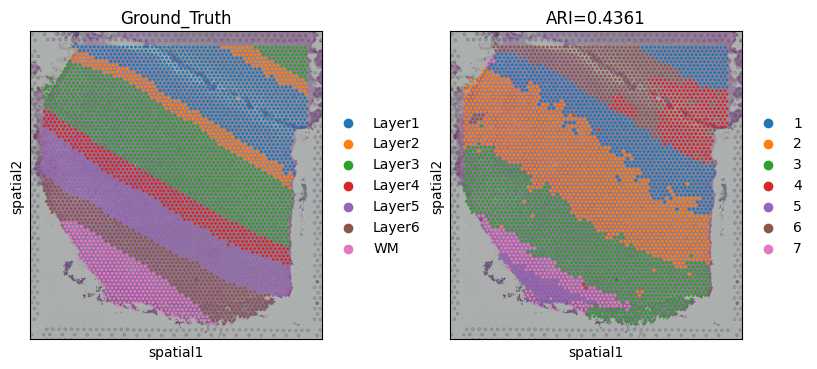 Ground_Truth
spatial2
spatial1
Layer1
Layer2
Layer3
Layer4
Layer5
Layer6
WM
ARI=0.4361
spatial2
spatial1
1
2
3
4
5
6
7